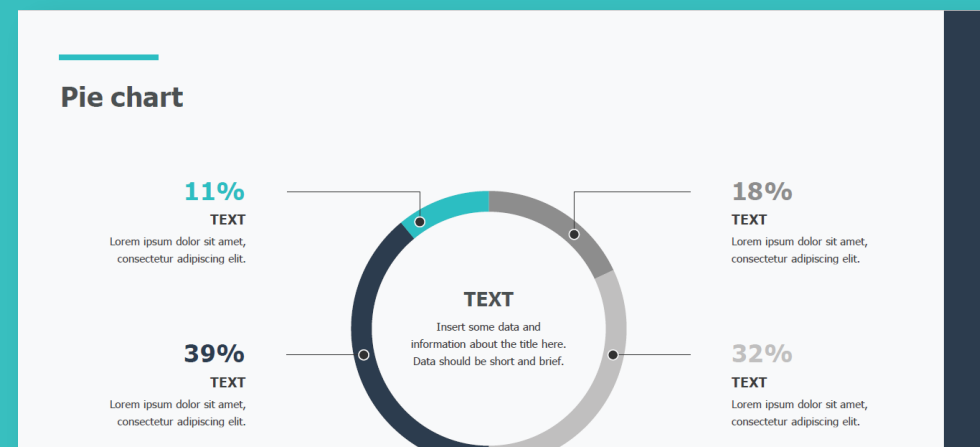 Pie chart
11%
TEXT
Lorem ipsum dolor sit amet,
consectetur adipiscing elit.
18%
TEXT
Lorem ipsum dolor sit amet,
consectetur adipiscing elit.
TEXT
Insert some data and
information about the title here.
Data should be short and brief.
39%
TEXT
Lorem ipsum dolor sit amet,
consectetur adipiscing elit.
32%
TEXT
Lorem ipsum dolor sit amet,
consectetur adipiscing elit.